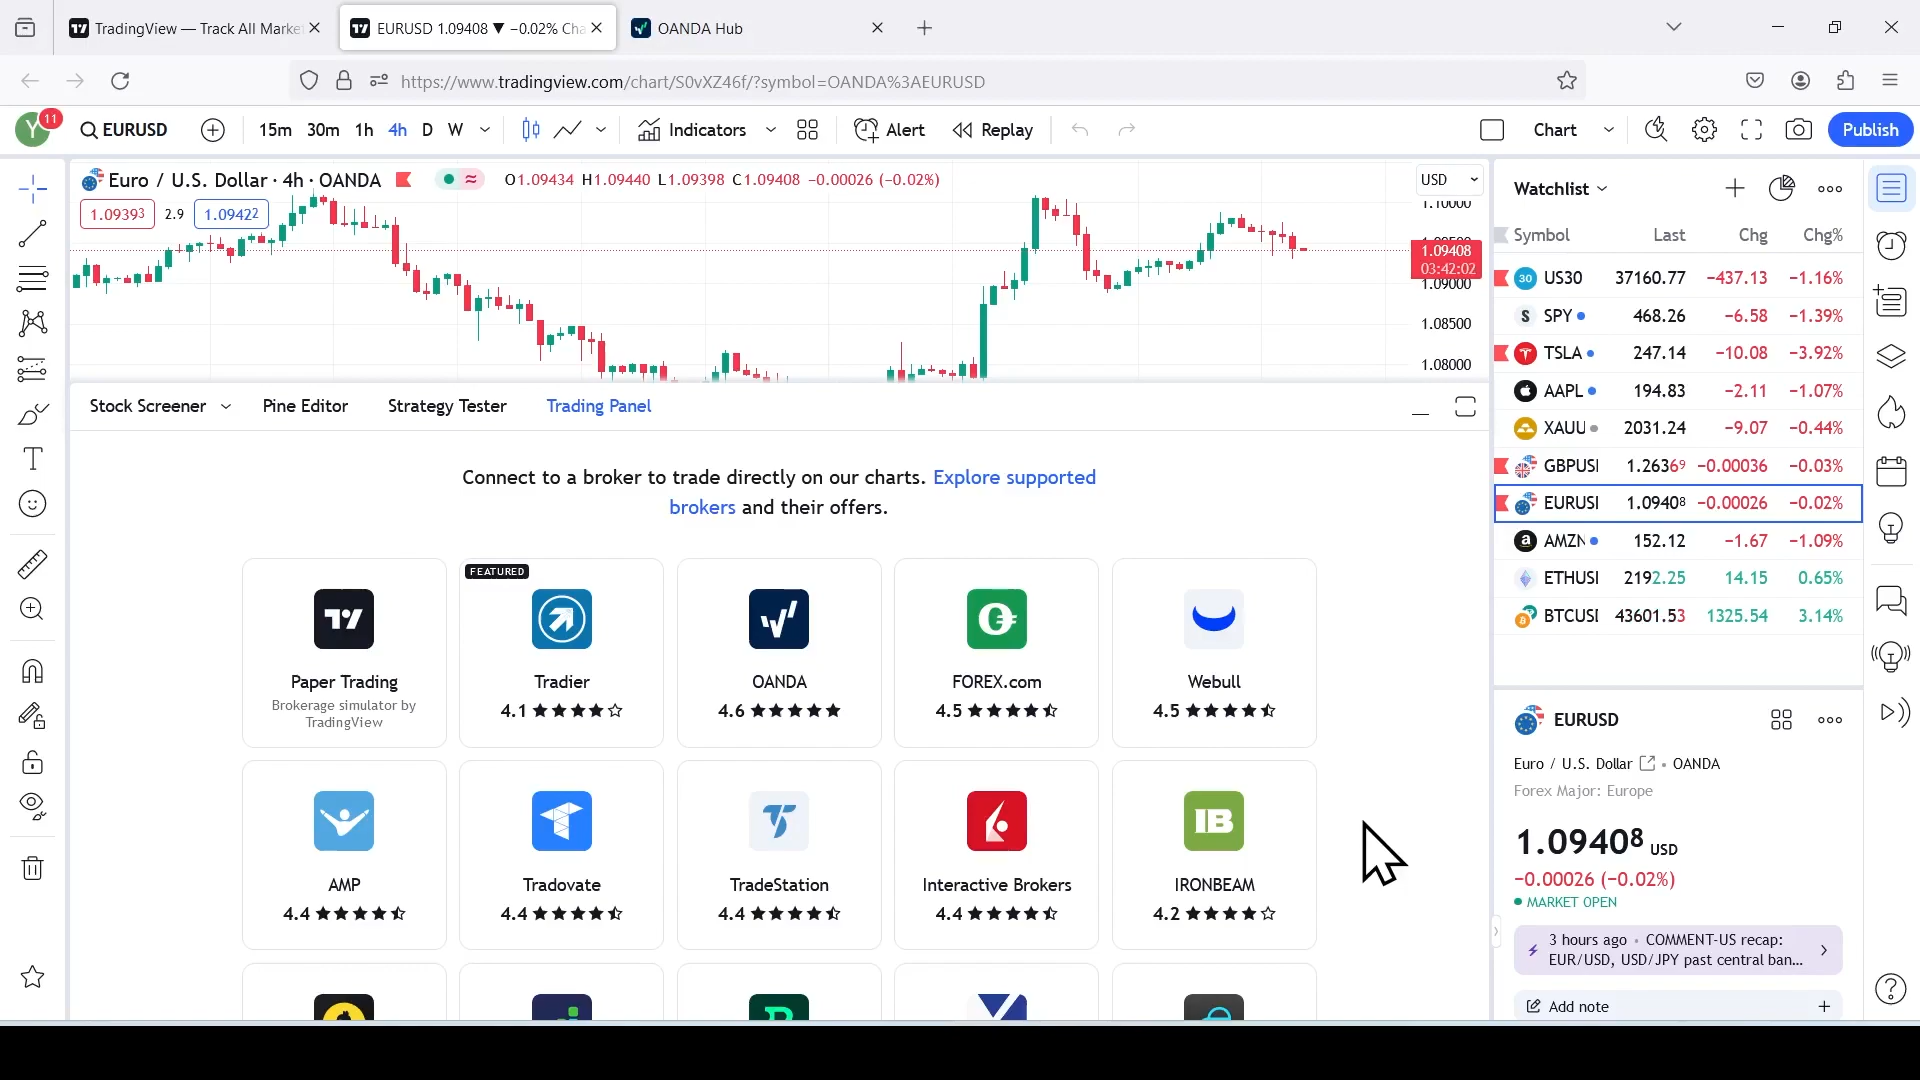 TradingView — Track All Marke
EURUSD 1.09408 ▼ −0.02% Cha
OANDA Hub
https://www.tradingview.com/chart/S0vXZ46f/?symbol=OANDA%3AEURUSD
Y 11 EURUSD 15m 30m 1h 4h D W Indicators Alert Replay Chart Publish
Euro / U.S. Dollar · 4h · OANDA O1.09434 H1.09440 L1.09398 C1.09408 −0.00026 (−0.02%)
USD
1.09393 2.9 1.09422
1.10000
1.09408
03:42:02
1.09000
1.08500
1.08000
Stock Screener Pine Editor Strategy Tester Trading Panel
Connect to a broker to trade directly on our charts. Explore supported
brokers and their offers.
Paper Trading
Brokerage simulator by
TradingView
FEATURED
Tradier
4.1 ★★★★☆
OANDA
4.6
FOREX.com
4.5
Webull
4.5
AMP
4.4
Tradovate
4.4
TradeStation
4.4
Interactive Brokers
4.4
IB
IRONBEAM
4.2 ★★★★☆
Watchlist
Symbol Last Chg Chg%
30 US30 37160.77 −437.13 −1.16%
S SPY 468.26 −6.58 −1.39%
TSLA 247.14 −10.08 −3.92%
AAPL 194.83 −2.11 −1.07%
XAUU 2031.24 −9.07 −0.44%
GBPUSI 1.26369 −0.00036 −0.03%
EURUSI 1.09408 −0.00026 −0.02%
AMZN 152.12 −1.67 −1.09%
ETHUSI 2192.25 14.15 0.65%
BTCUSI 43601.53 1325.54 3.14%
EURUSD
Euro / U.S. Dollar • OANDA
Forex Major: Europe
1.09408 USD
−0.00026 (−0.02%)
MARKET OPEN
3 hours ago • COMMENT-US recap:
EUR/USD, USD/JPY past central ban...
Add note